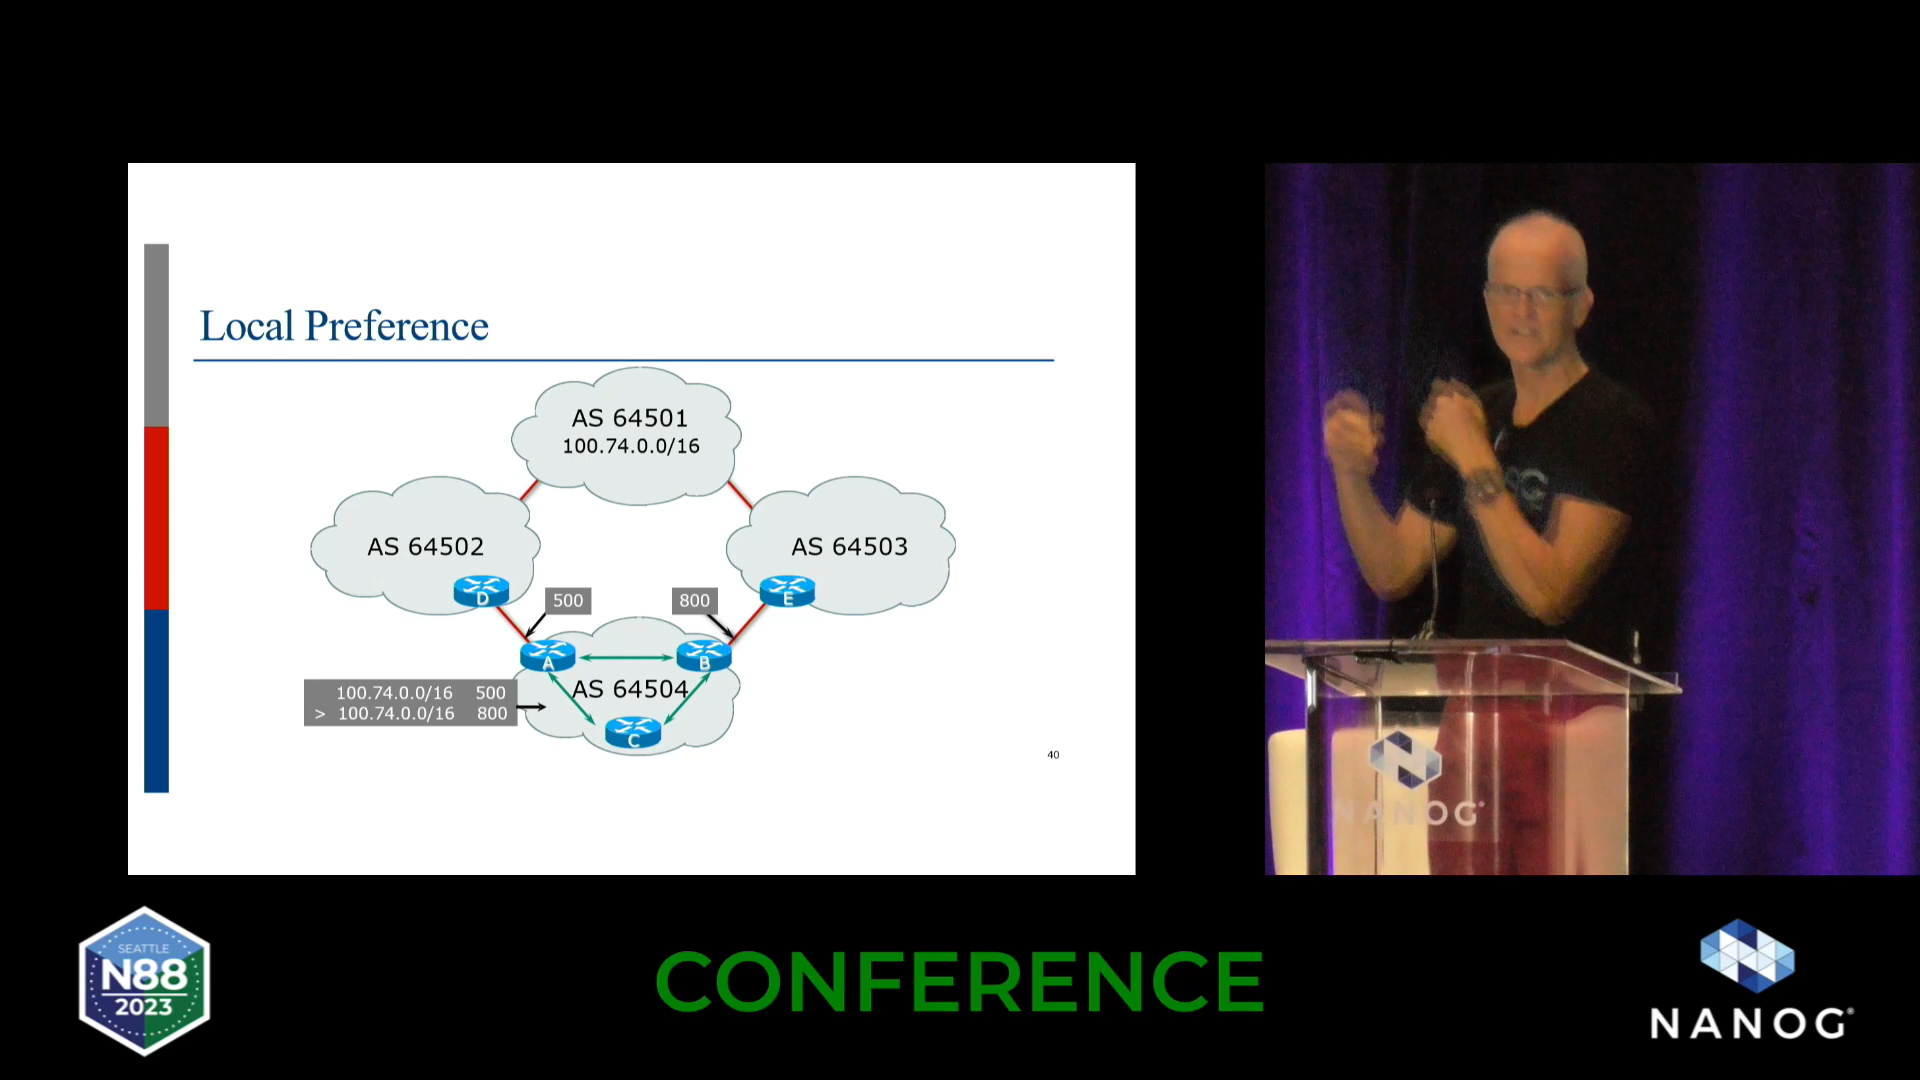 Local Preference
AS 64501
100.74.0.0/16
AS 64502
AS 64503
D
500
800
E
A
B
AS 64504
100.74.0.0/16 500
> 100.74.0.0/16 800
C
40
NANOG
SEATTLE
N88
2023
CONFERENCE
NANOG®